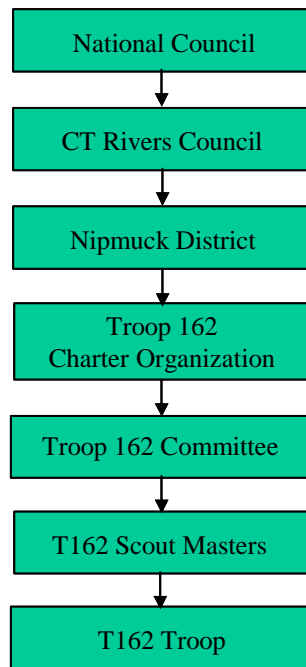 National Council
CT Rivers Council
Nipmuck District
Troop 162
Charter Organization
Troop 162 Committee
T162 Scout Masters
T162 Troop